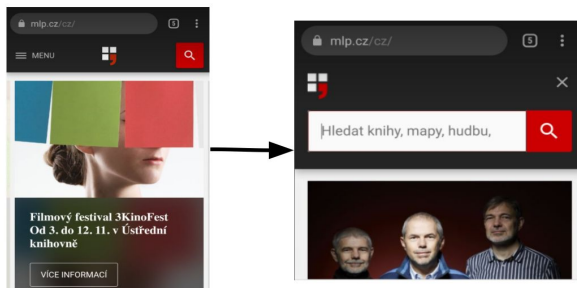 mlp.cz/cz/
5
MENU
Filmový festival 3KinoFest
Od 3. do 12. 11. v Ústřední
knihovně
VÍCE INFORMACÍ
mlp.cz/cz/
5
Hledat knihy, mapy, hudbu,